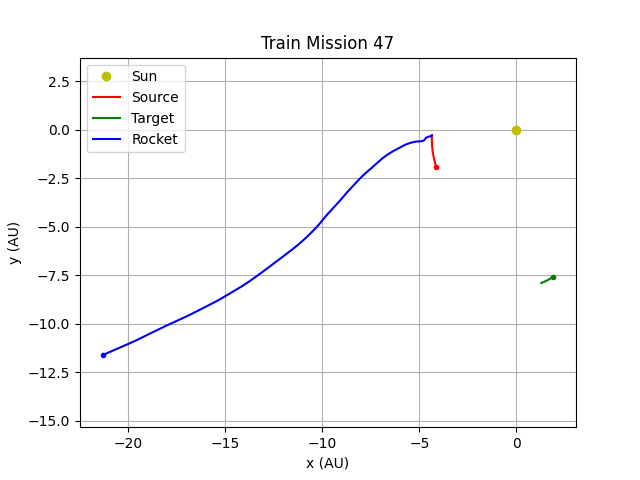 Train Mission 47
Sun
Source
Target
Rocket
2.5
0.0
−2.5
−5.0
−7.5
−10.0
−12.5
−15.0
y (AU)
−20
−15
−10
−5
0
x (AU)